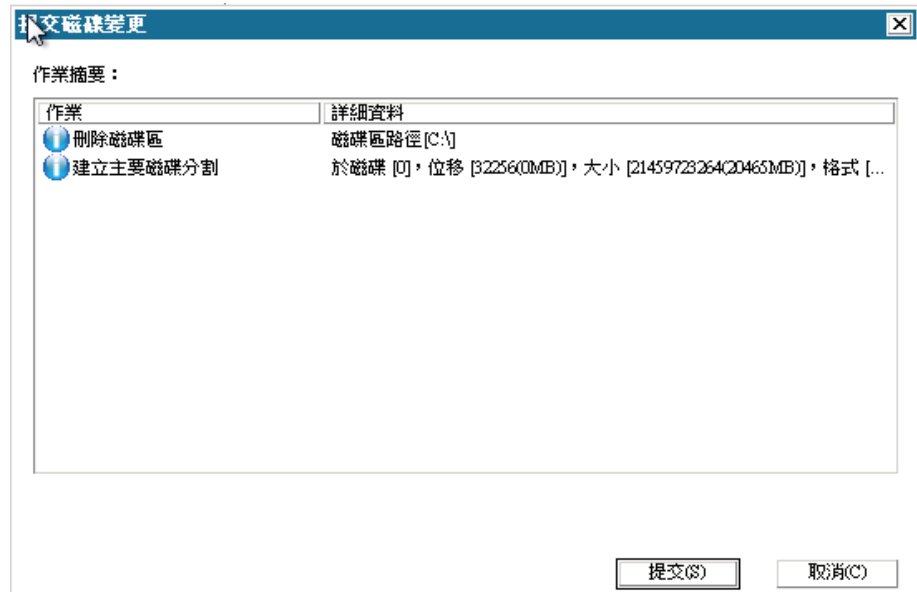 提交磁碟變更
作業摘要：
作業 詳細資料
刪除磁碟區 磁碟區路徑[C:\]
建立主要磁碟分割 於磁碟 [0]，位移 [32256(0MB)]，大小 [21459723264(20465MB)]，格式 [...
提交(S) 取消(C)